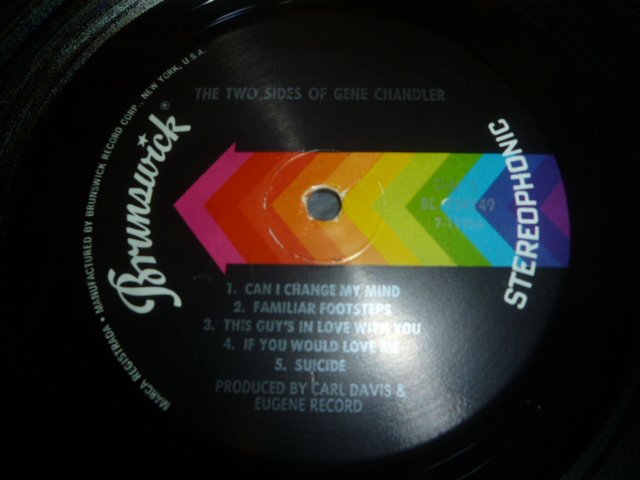 THE TWO SIDES OF GENE CHANDLER
Brunswick®
STEREOPHONIC
1. CAN I CHANGE MY MIND
2. FAMILIAR FOOTSTEPS
3. THIS GUY'S IN LOVE WITH YOU
4. IF YOU WOULD LOVE ME
5. SUICIDE
PRODUCED BY CARL DAVIS &
EUGENE RECORD
MARCA REGISTRADA • MANUFACTURED BY BRUNSWICK RECORD CORP., NEW YORK, U.S.A.